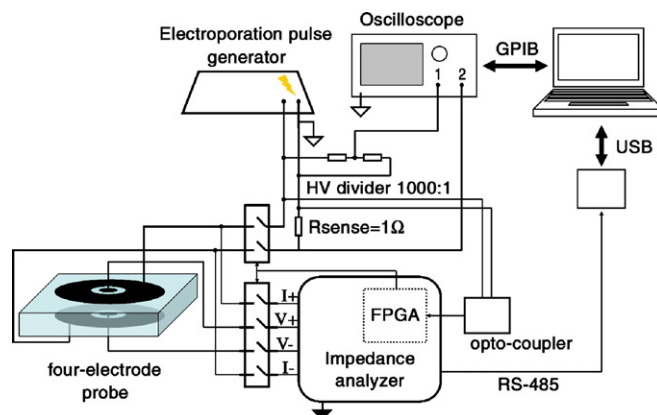 Electroporation pulse
generator
Oscilloscope
1 2
GPIB
USB
HV divider 1000:1
Rsense=1Ω
I+
V+
V-
I-
FPGA
Impedance
analyzer
opto-coupler
RS-485
four-electrode
probe